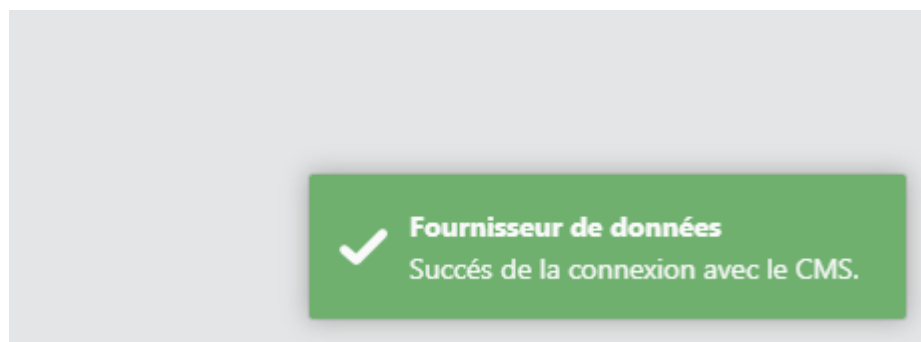 Fournisseur de données
Succés de la connexion avec le CMS.